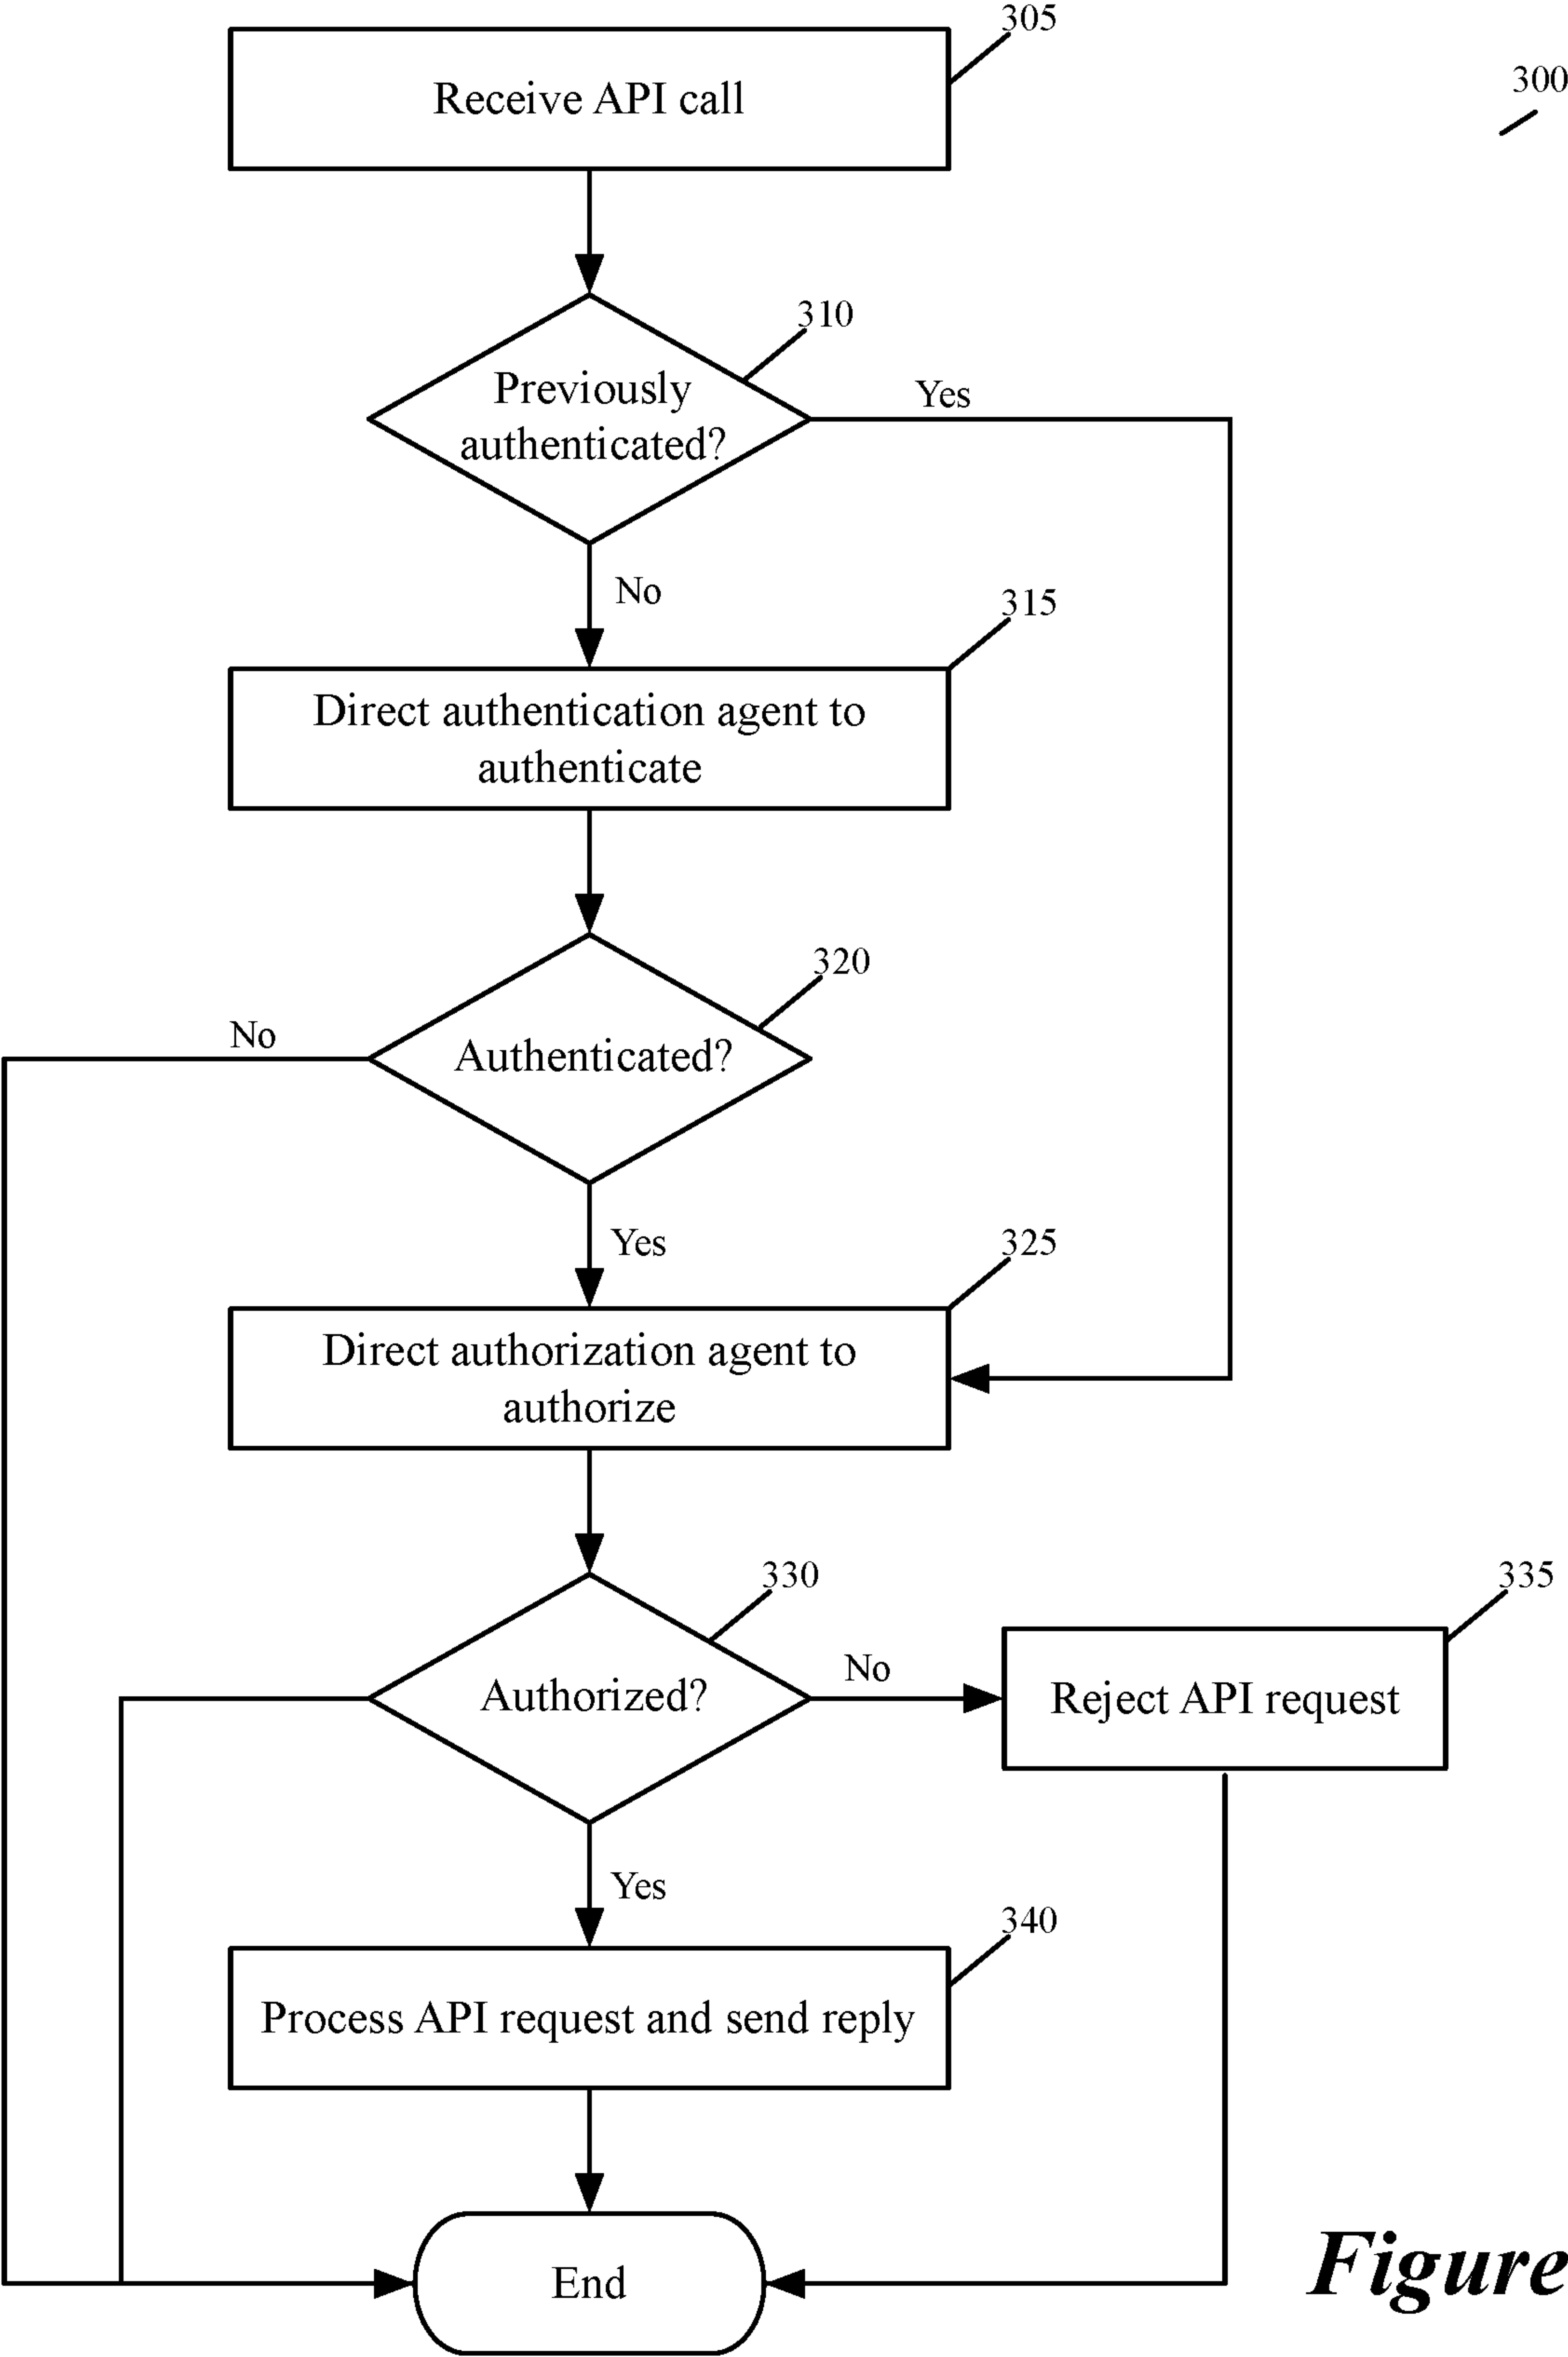 305
Receive API call
300
310
Previously
authenticated?
Yes
No
315
Direct authentication agent to
authenticate
320
No
Authenticated?
Yes
325
Direct authorization agent to
authorize
330
335
Authorized?
No
Reject API request
Yes
340
Process API request and send reply
End
Figure